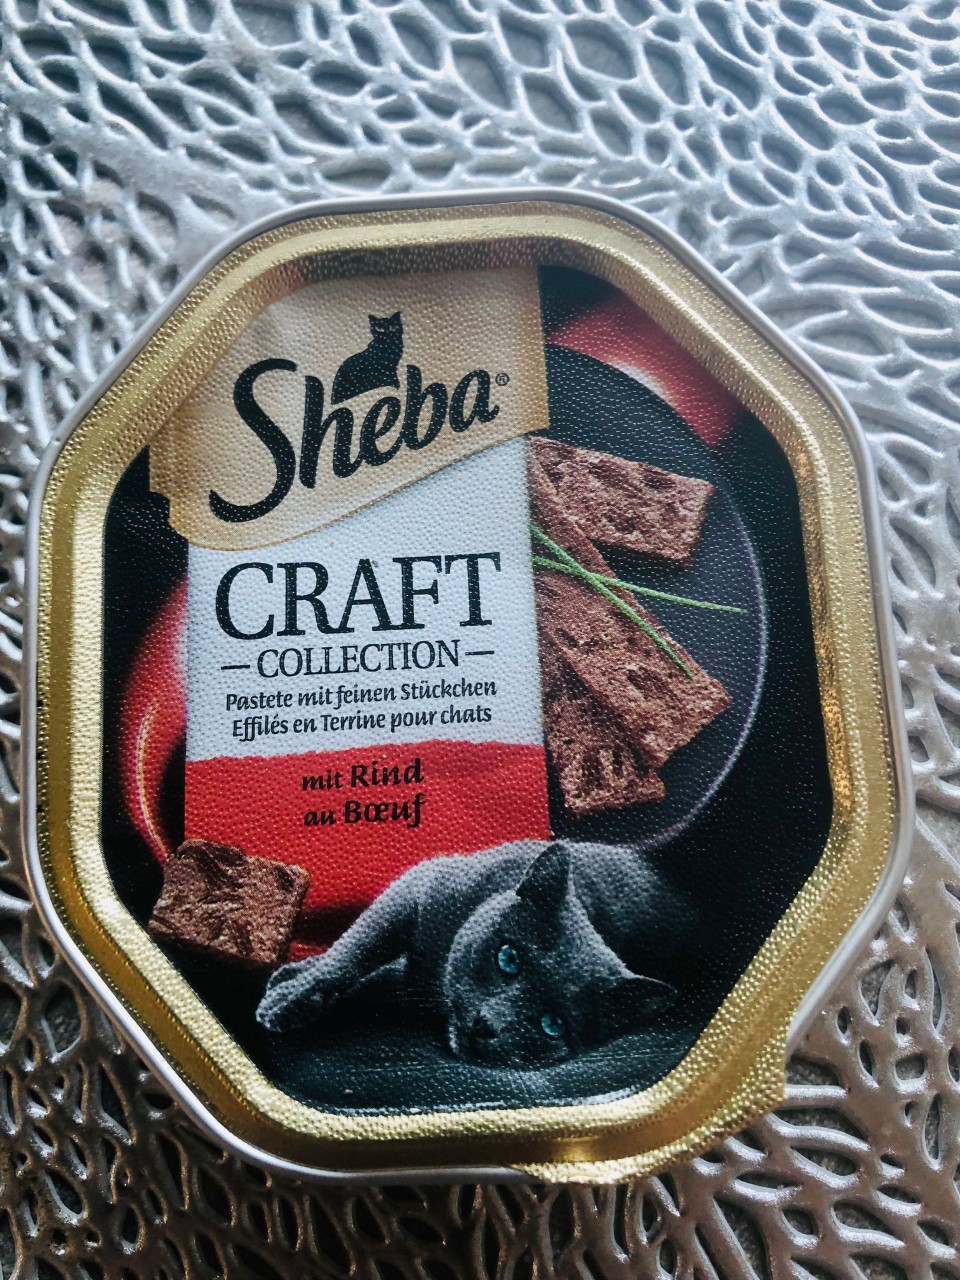 Sheba®
CRAFT
COLLECTION
Pastete mit feinen Stückchen
Effilés en Terrine pour chats
mit Rind
au Bœuf